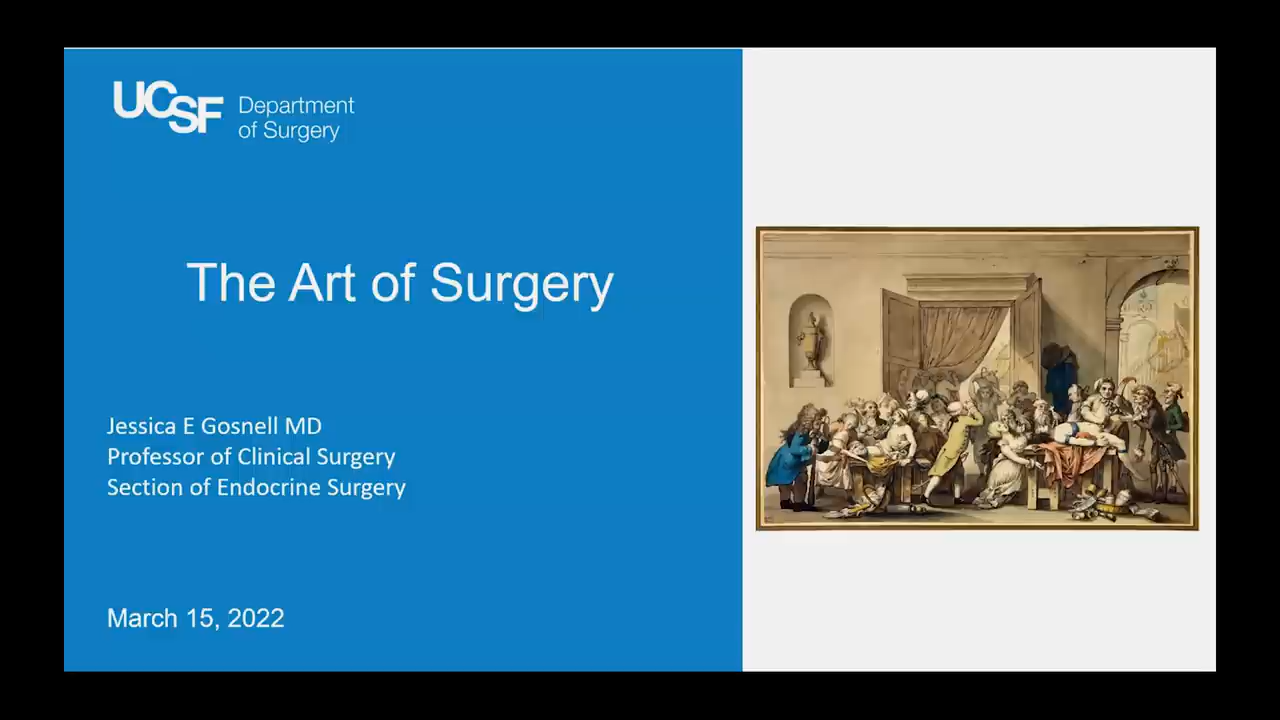 UCSF Department
of Surgery
The Art of Surgery
Jessica E Gosnell MD
Professor of Clinical Surgery
Section of Endocrine Surgery
March 15, 2022